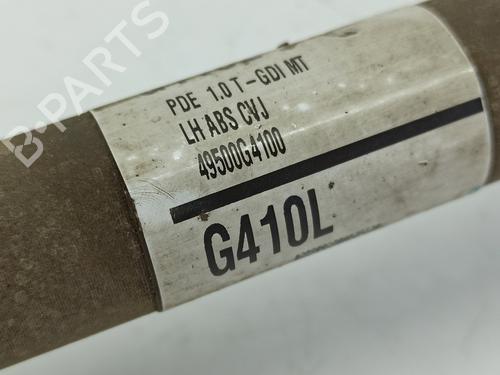 B-PARTS
PDE 1.0 T-GDI MT
LH ABS CVJ
49500G4100
G410L